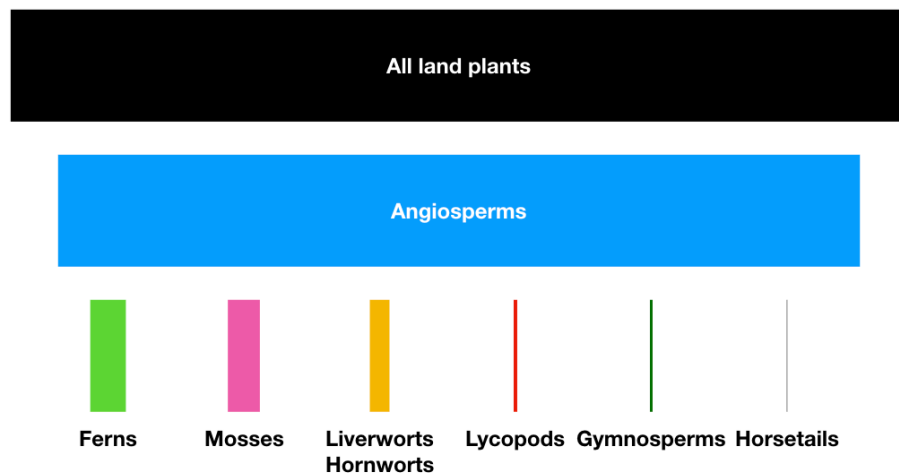 All land plants
Angiosperms
Ferns
Mosses
Liverworts
Hornworts
Lycopods
Gymnosperms
Horsetails